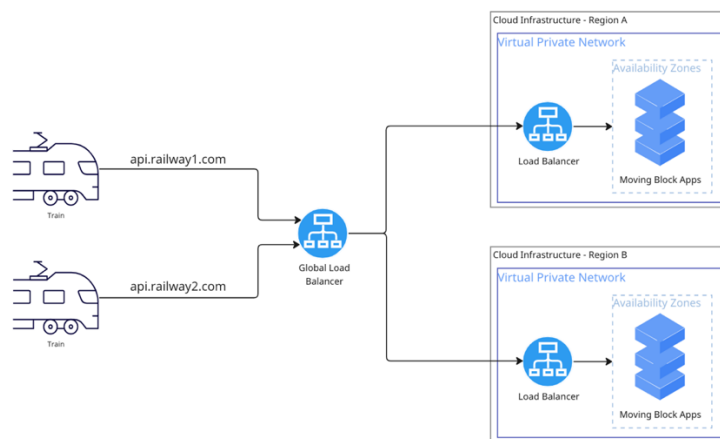 Cloud Infrastructure - Region A
Virtual Private Network
Availability Zones
Load Balancer
Moving Block Apps
api.railway1.com
Train
Global Load
Balancer
api.railway2.com
Train
Cloud Infrastructure - Region B
Virtual Private Network
Availability Zones
Load Balancer
Moving Block Apps